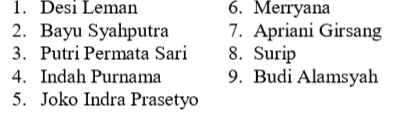 1. Desi Leman
2. Bayu Syahputra
3. Putri Permata Sari
4. Indah Purnama
5. Joko Indra Prasetyo
6. Merryana
7. Apriani Girsang
8. Surip
9. Budi Alamsyah